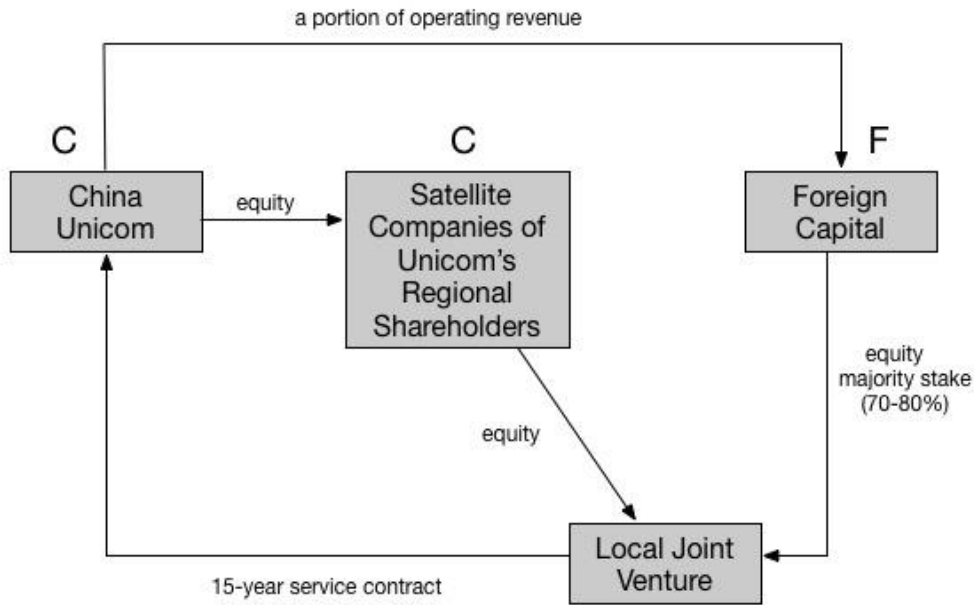 a portion of operating revenue
C
C
F
China
Unicom
equity
Satellite
Companies of
Unicom's
Regional
Shareholders
Foreign
Capital
equity
majority stake
(70-80%)
equity
Local Joint
Venture
15-year service contract